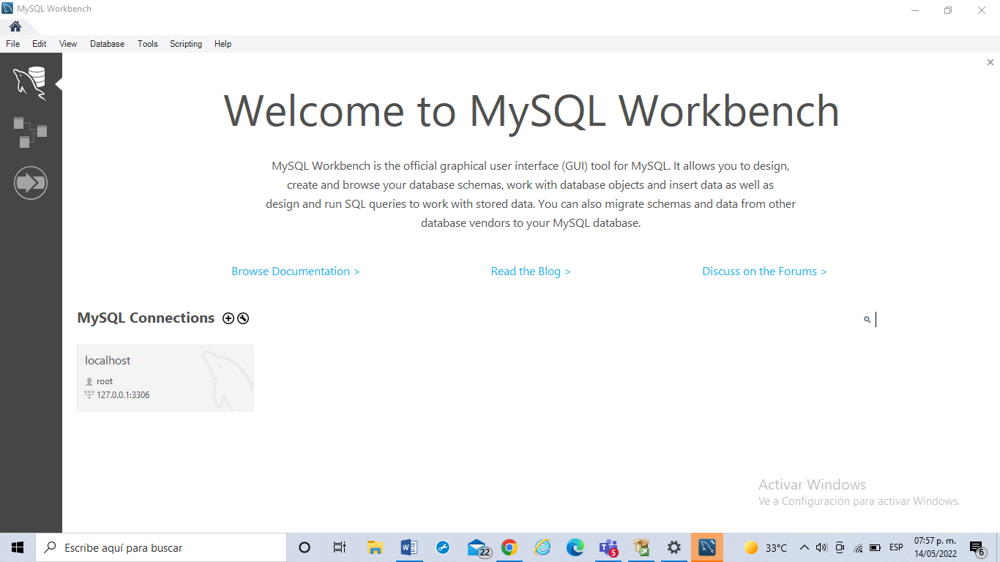 MySQL Workbench
File Edit View Database Tools Scripting Help
Welcome to MySQL Workbench
MySQL Workbench is the official graphical user interface (GUI) tool for MySQL. It allows you to design,
create and browse your database schemas, work with database objects and insert data as well as
design and run SQL queries to work with stored data. You can also migrate schemas and data from other
database vendors to your MySQL database.
Browse Documentation > Read the Blog > Discuss on the Forums >
MySQL Connections
localhost
root
127.0.0.1:3306
Activar Windows
Ve a Configuración para activar Windows.
Escribe aquí para buscar
22
5
33°C
ESP
07:57 p. m.
14/05/2022
6